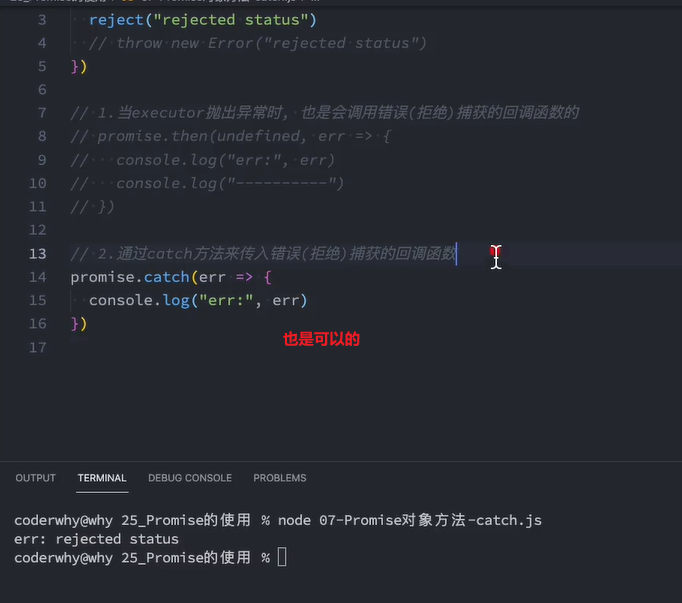 3 reject("rejected status")
4 // throw new Error("rejected status")
5 })
6
7 // 1.当executor抛出异常时, 也是会调用错误(拒绝)捕获的回调函数的
8 // promise.then(undefined, err => {
9 //   console.log("err:", err)
10 //   console.log("----------")
11 // })
12
13 // 2.通过catch方法来传入错误(拒绝)捕获的回调函数
14 promise.catch(err => {
15   console.log("err:", err)
16 })
也是可以的
17
OUTPUT TERMINAL DEBUG CONSOLE PROBLEMS
coderwhy@why 25_Promise的使用 % node 07-Promise对象方法-catch.js
err: rejected status
coderwhy@why 25_Promise的使用 %